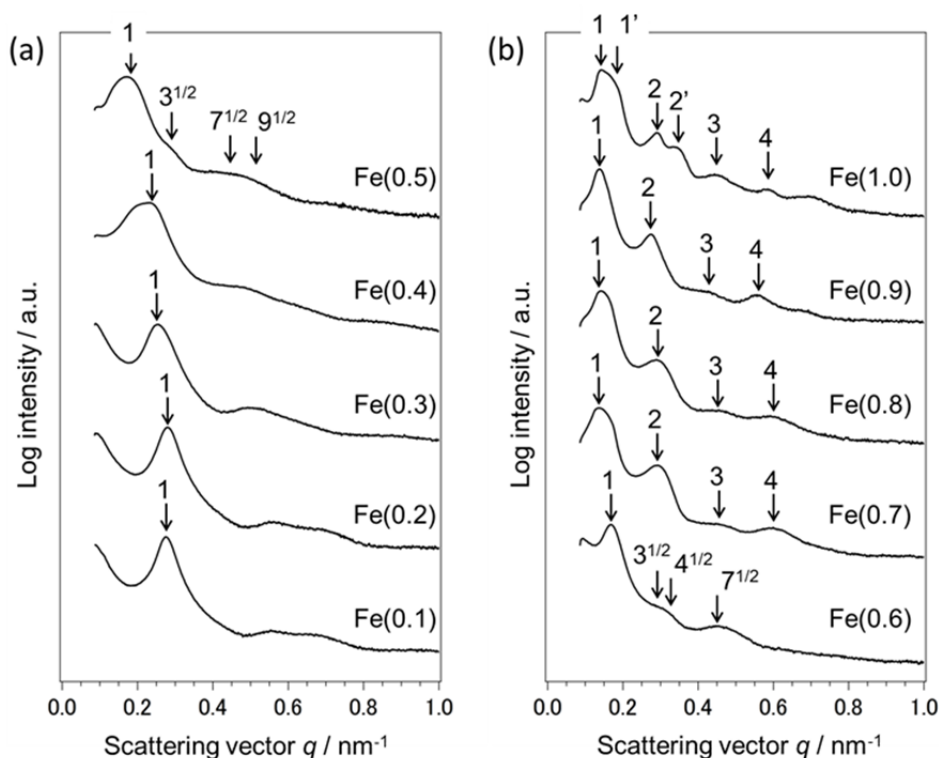 (a)
1
3^{1/2}
7^{1/2} 9^{1/2}
Fe(0.5)
1
Fe(0.4)
1
Fe(0.3)
1
Fe(0.2)
1
Fe(0.1)
Log intensity / a.u.
0.0 0.2 0.4 0.6 0.8 1.0
Scattering vector q / nm⁻¹
(b)
1 1’
2 2’
3
4
Fe(1.0)
1
2
3
4
Fe(0.9)
1
2
3 4
Fe(0.8)
1
2
3 4
Fe(0.7)
1
3^{1/2} 4^{1/2}
7^{1/2}
Fe(0.6)
Log intensity / a.u.
0.0 0.2 0.4 0.6 0.8 1.0
Scattering vector q / nm⁻¹